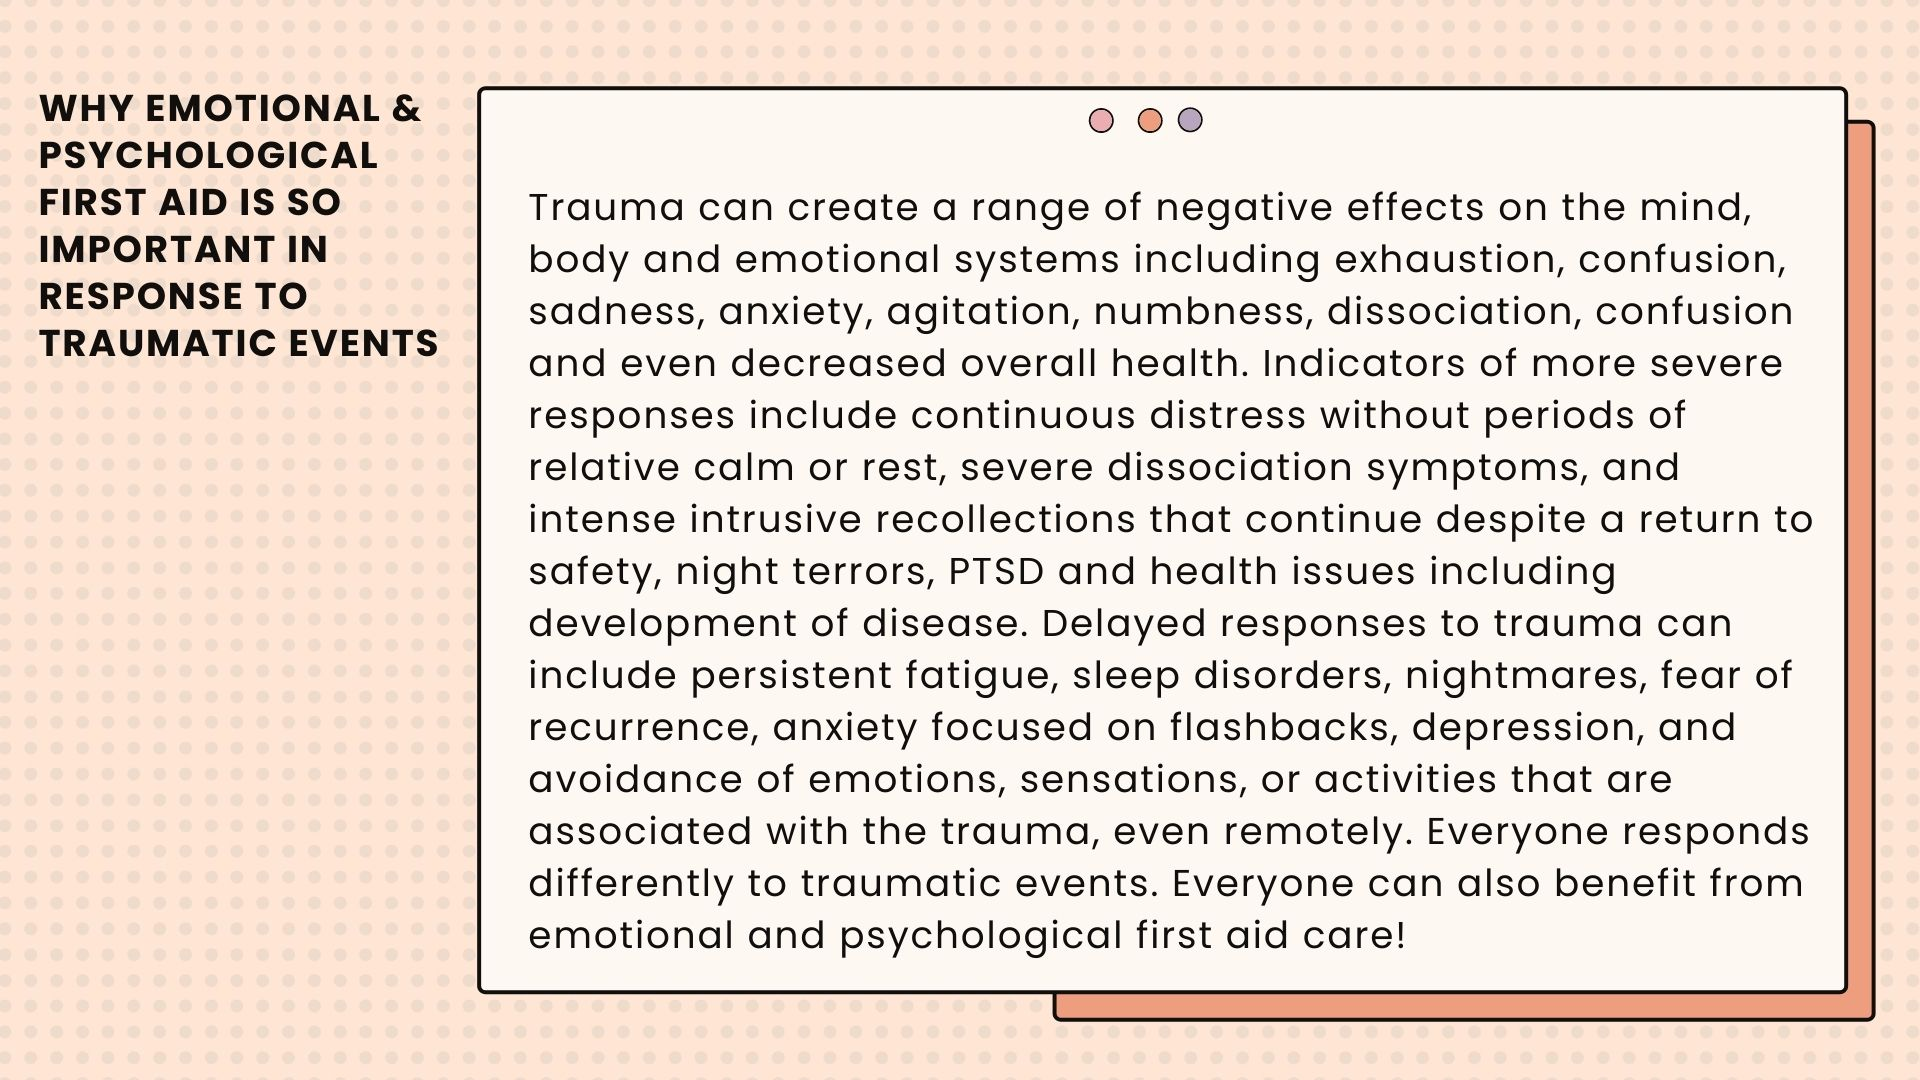 WHY EMOTIONAL &
PSYCHOLOGICAL
FIRST AID IS SO
IMPORTANT IN
RESPONSE TO
TRAUMATIC EVENTS
Trauma can create a range of negative effects on the mind,
body and emotional systems including exhaustion, confusion,
sadness, anxiety, agitation, numbness, dissociation, confusion
and even decreased overall health. Indicators of more severe
responses include continuous distress without periods of
relative calm or rest, severe dissociation symptoms, and
intense intrusive recollections that continue despite a return to
safety, night terrors, PTSD and health issues including
development of disease. Delayed responses to trauma can
include persistent fatigue, sleep disorders, nightmares, fear of
recurrence, anxiety focused on flashbacks, depression, and
avoidance of emotions, sensations, or activities that are
associated with the trauma, even remotely. Everyone responds
differently to traumatic events. Everyone can also benefit from
emotional and psychological first aid care!